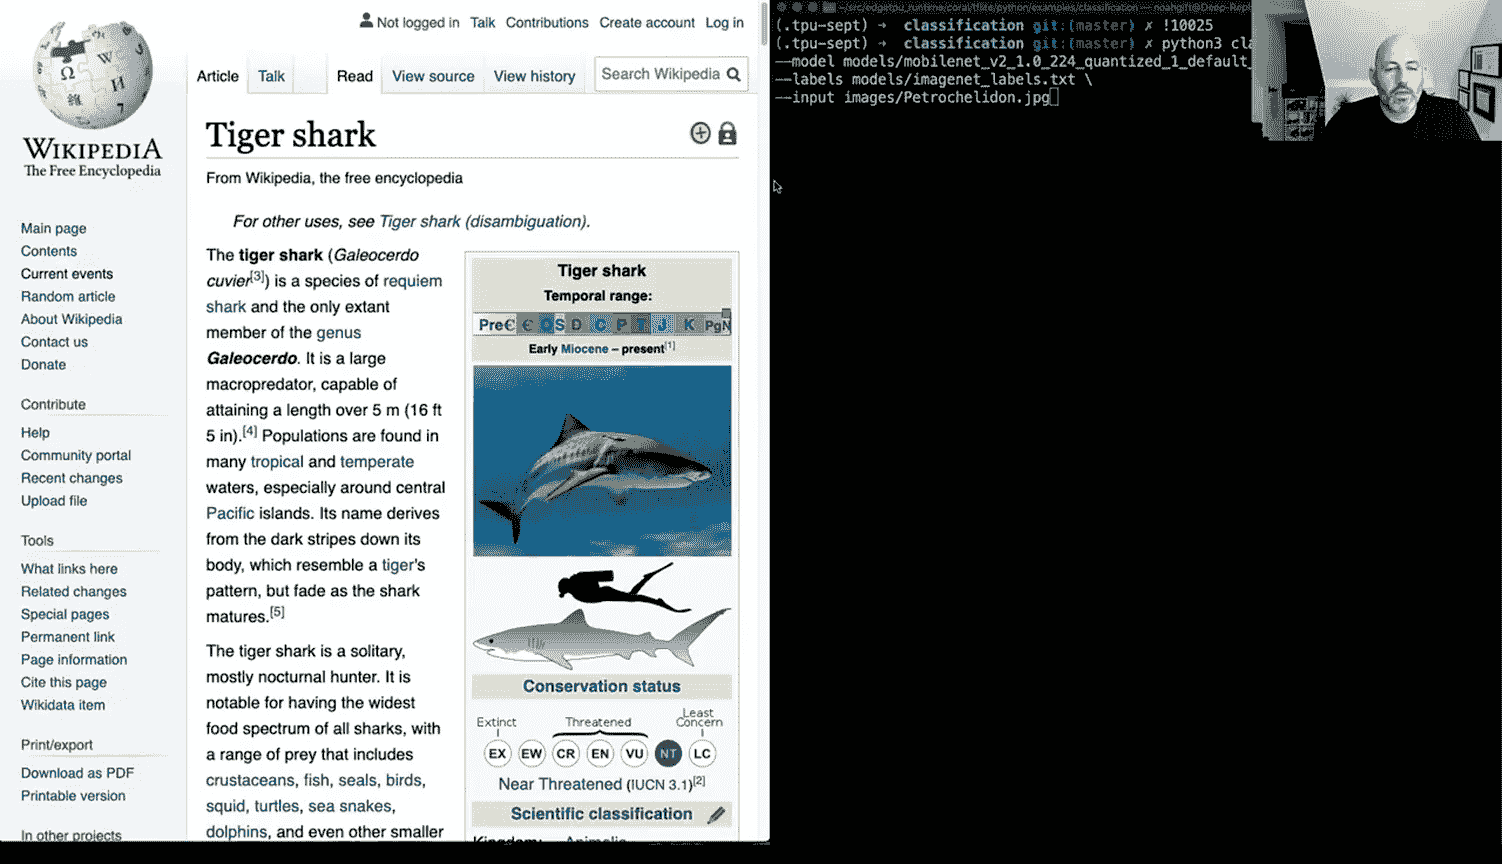 Not logged in Talk Contributions Create account Log in
Article Talk Read View source View history Search Wikipedia
WIKIPEDIA
The Free Encyclopedia
Main page
Contents
Current events
Random article
About Wikipedia
Contact us
Donate
Contribute
Help
Community portal
Recent changes
Upload file
Tools
What links here
Related changes
Special pages
Permanent link
Page information
Cite this page
Wikidata item
Print/export
Download as PDF
Printable version
In other projects
Tiger shark
From Wikipedia, the free encyclopedia
For other uses, see Tiger shark (disambiguation).
The tiger shark (Galeocerdo
cuvier[3]) is a species of requiem
shark and the only extant
member of the genus
Galeocerdo. It is a large
macropredator, capable of
attaining a length over 5 m (16 ft
5 in).[4] Populations are found in
many tropical and temperate
waters, especially around central
Pacific islands. Its name derives
from the dark stripes down its
body, which resemble a tiger's
pattern, but fade as the shark
matures.[5]
The tiger shark is a solitary,
mostly nocturnal hunter. It is
notable for having the widest
food spectrum of all sharks, with
a range of prey that includes
crustaceans, fish, seals, birds,
squid, turtles, sea snakes,
dolphins, and even other smaller
Tiger shark
Temporal range:
PreЄ Є O S D C P T J K PgN
Early Miocene – present[1]
Conservation status
Extinct Threatened Least
Concern
EX EW CR EN VU NT LC
Near Threatened (IUCN 3.1)[2]
Scientific classification
Kingdom: Animalia
(.tpu-sept) → classification git:(master) ✗ !10025
(.tpu-sept) → classification git:(master) ✗ python3 cla
--model models/mobilenet_v2_1.0_224_quantized_1_default_
--labels models/imagenet_labels.txt \
--input images/Petrochelidon.jpg